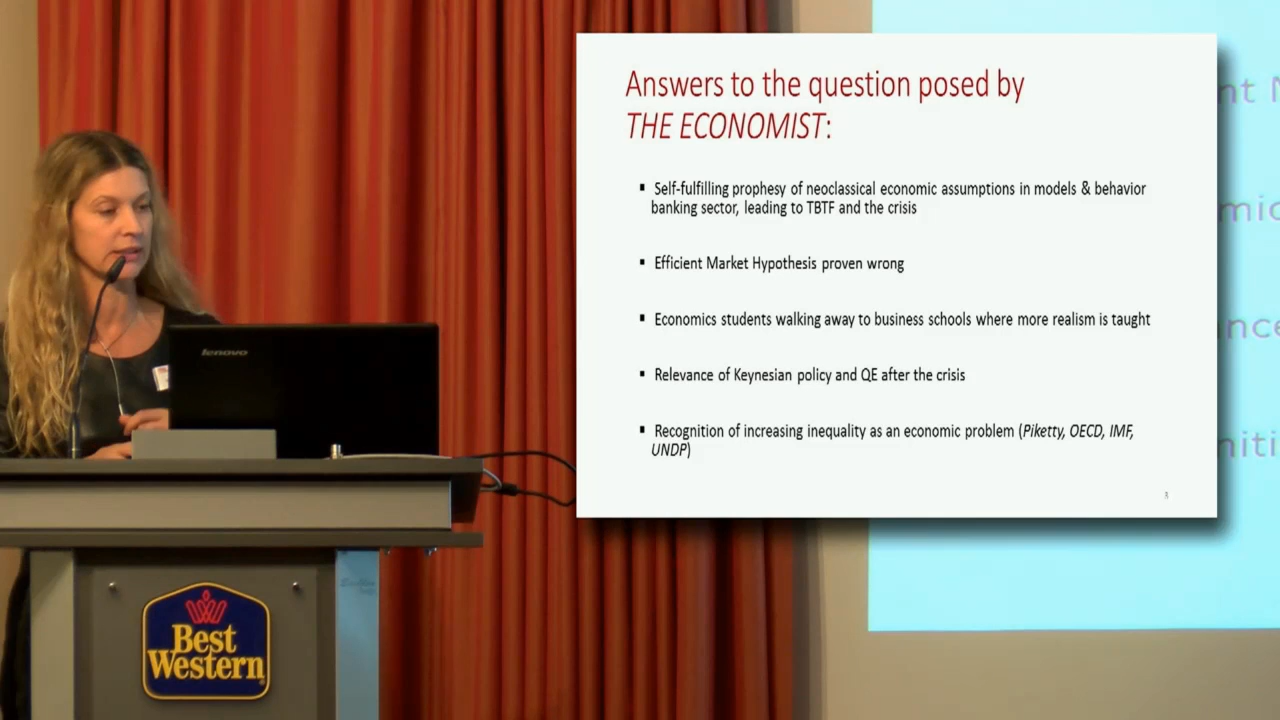 Answers to the question posed by
THE ECONOMIST:
▪ Self-fulfilling prophesy of neoclassical economic assumptions in models & behavior
banking sector, leading to TBTF and the crisis
▪ Efficient Market Hypothesis proven wrong
▪ Economics students walking away to business schools where more realism is taught
▪ Relevance of Keynesian policy and QE after the crisis
▪ Recognition of increasing inequality as an economic problem (Piketty, OECD, IMF,
UNDP)
lenovo
Best
Western